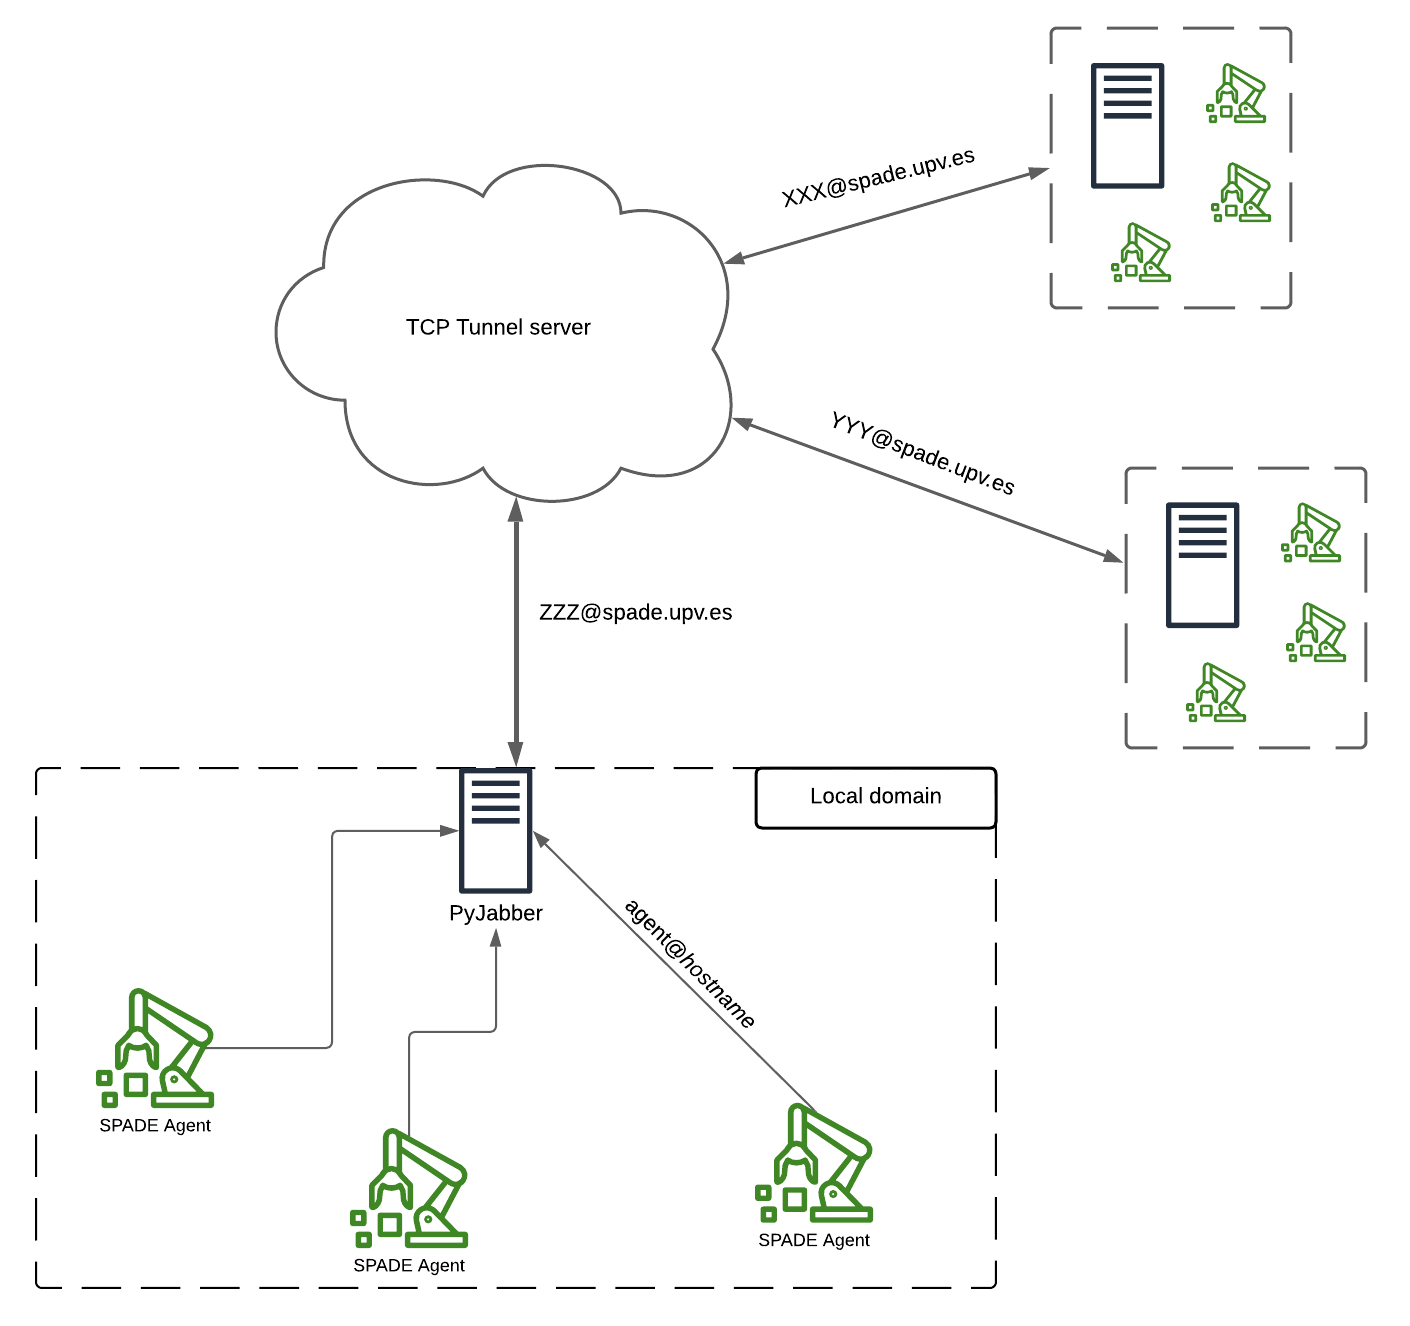 XXX@spade.upv.es
TCP Tunnel server
YYY@spade.upv.es
ZZZ@spade.upv.es
Local domain
PyJabber
agent@hostname
SPADE Agent
SPADE Agent
SPADE Agent